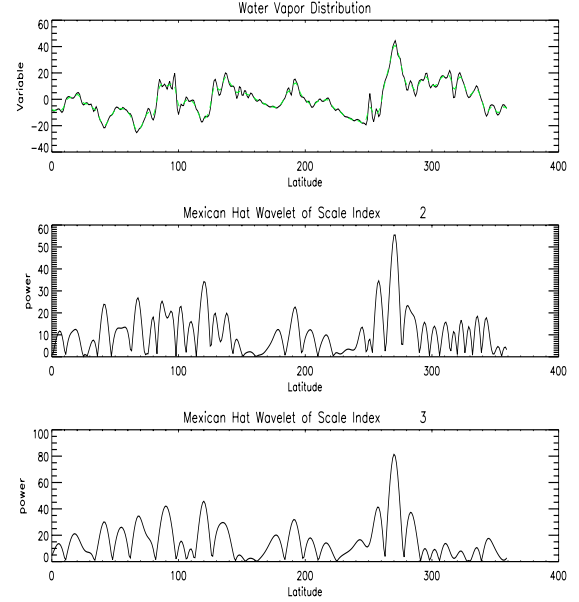 Water Vapor Distribution
Variable
60
40
20
0
−20
−40
0 100 200 300 400
Latitude
Mexican Hat Wavelet of Scale Index 2
power
60
50
40
30
20
10
0
0 100 200 300 400
Latitude
Mexican Hat Wavelet of Scale Index 3
power
100
80
60
40
20
0
0 100 200 300 400
Latitude